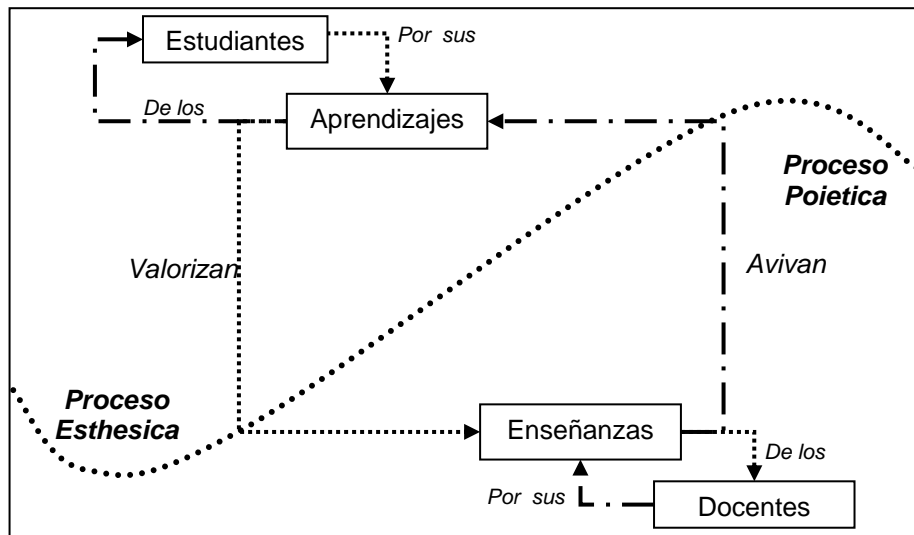 Estudiantes
Por sus
De los
Aprendizajes
Proceso
Poietica
Valorizan
Avivan
Proceso
Esthesica
Enseñanzas
De los
Por sus
Docentes